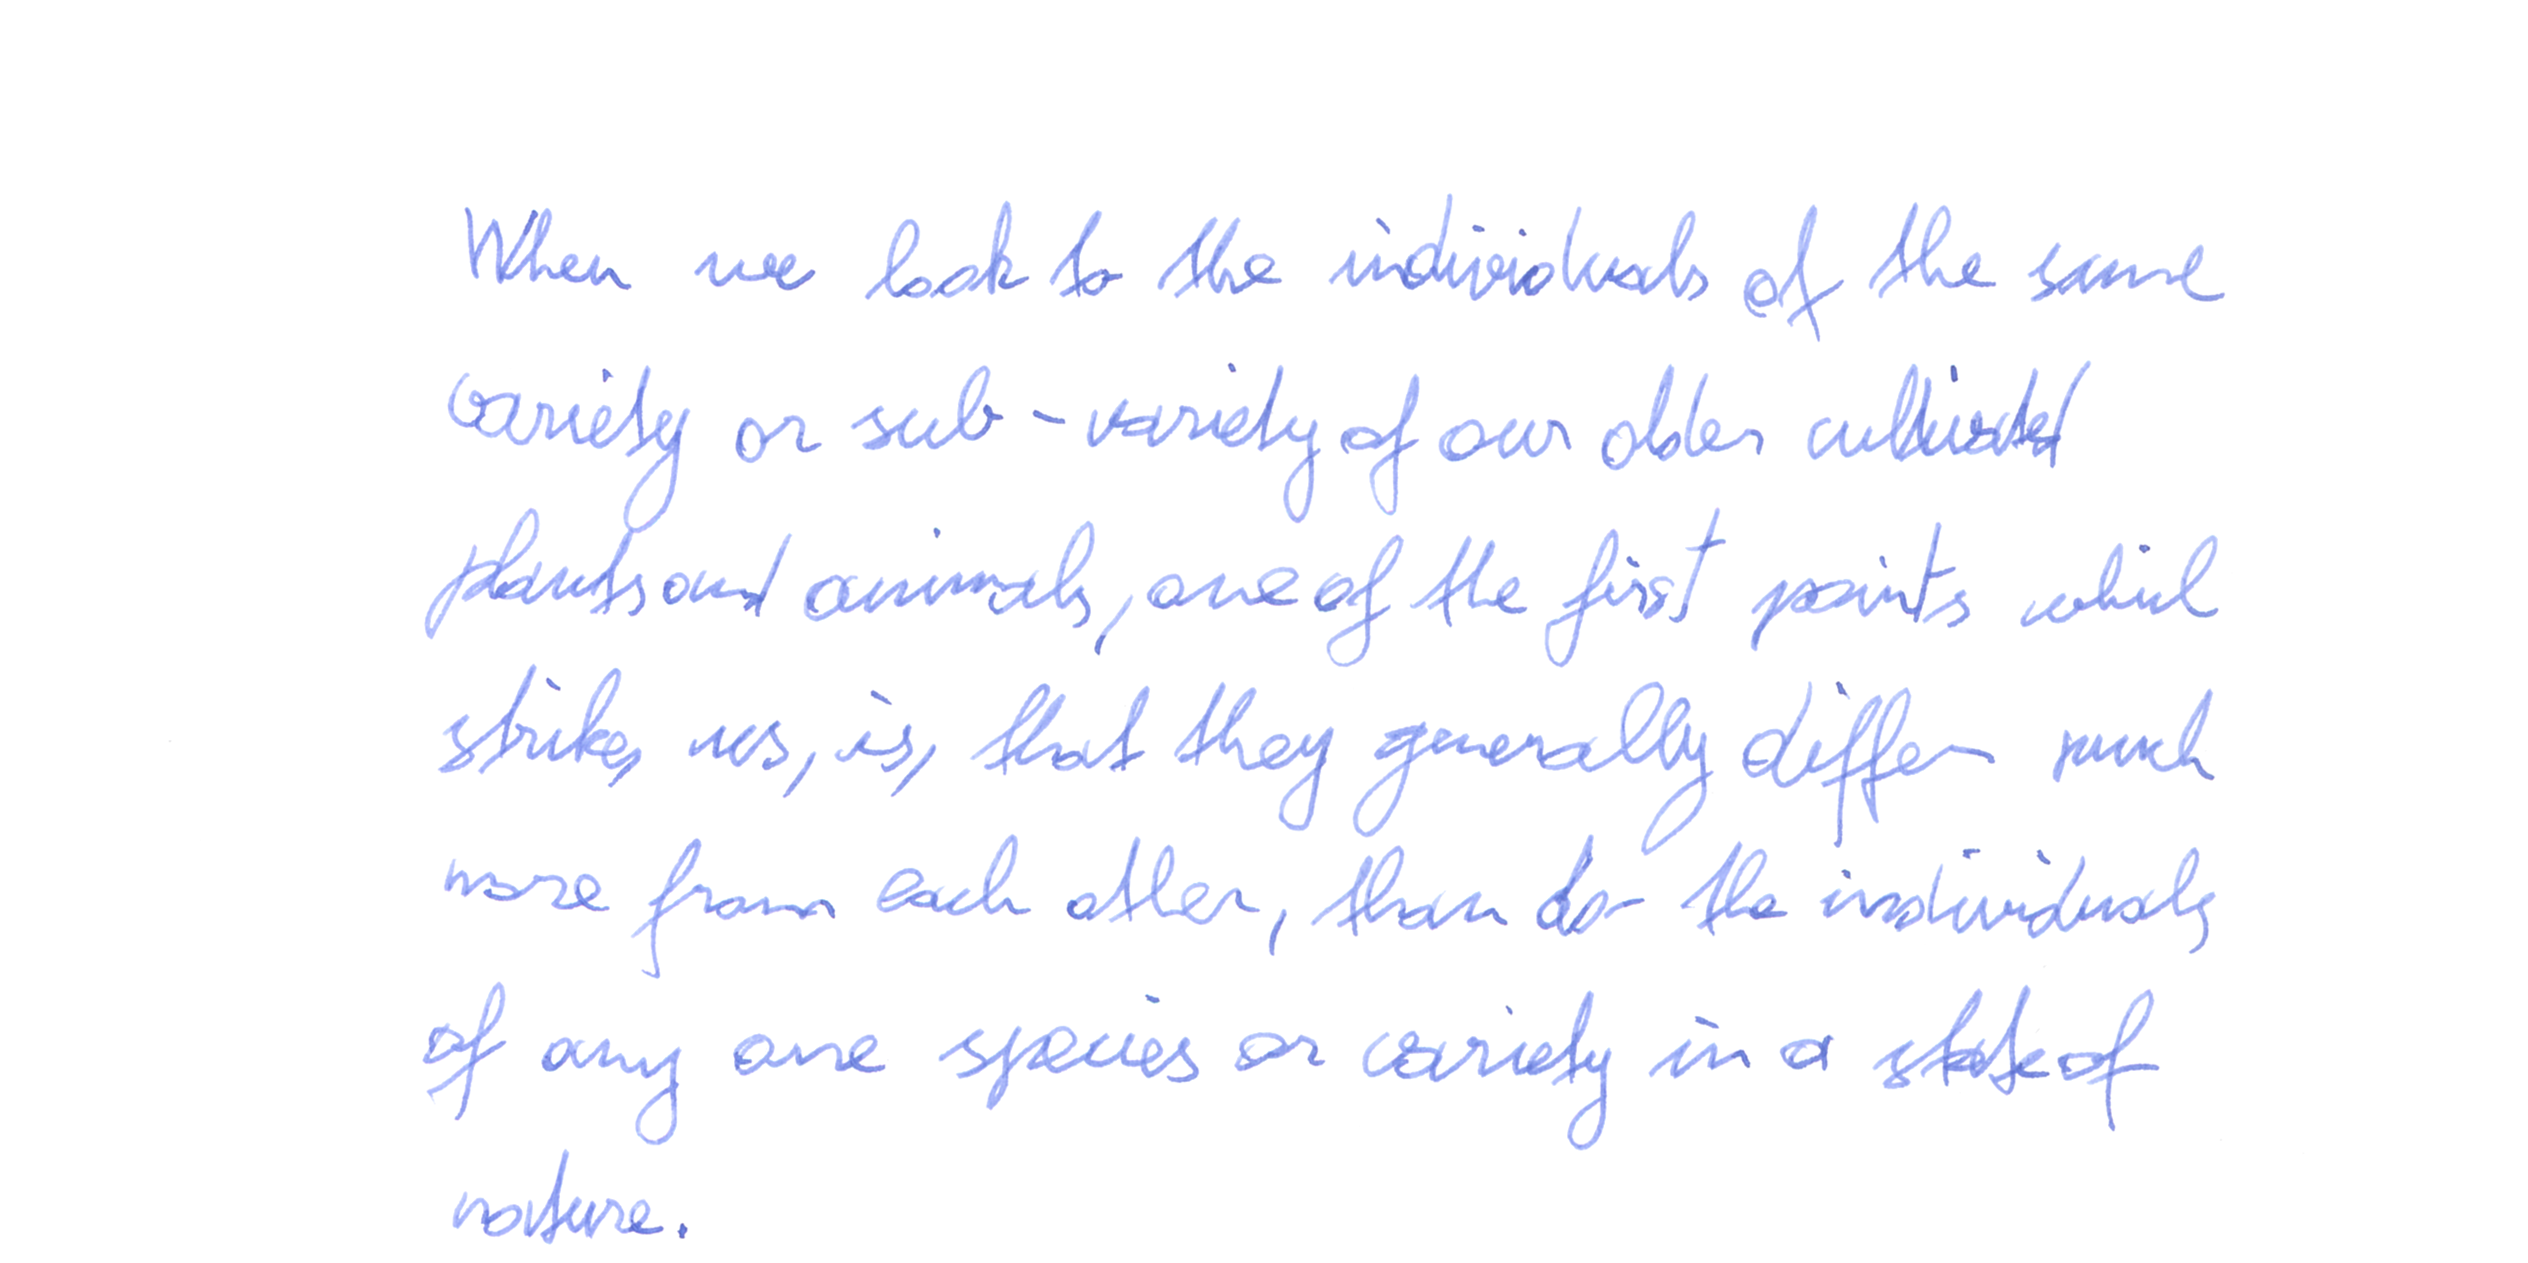 When we look to the individuals of the same
variety or sub-variety of our older cultivated
plants and animals, one of the first points which
strikes us, is, that they generally differ much
more from each other, than do the individuals
of any one species or variety in a state of
nature.